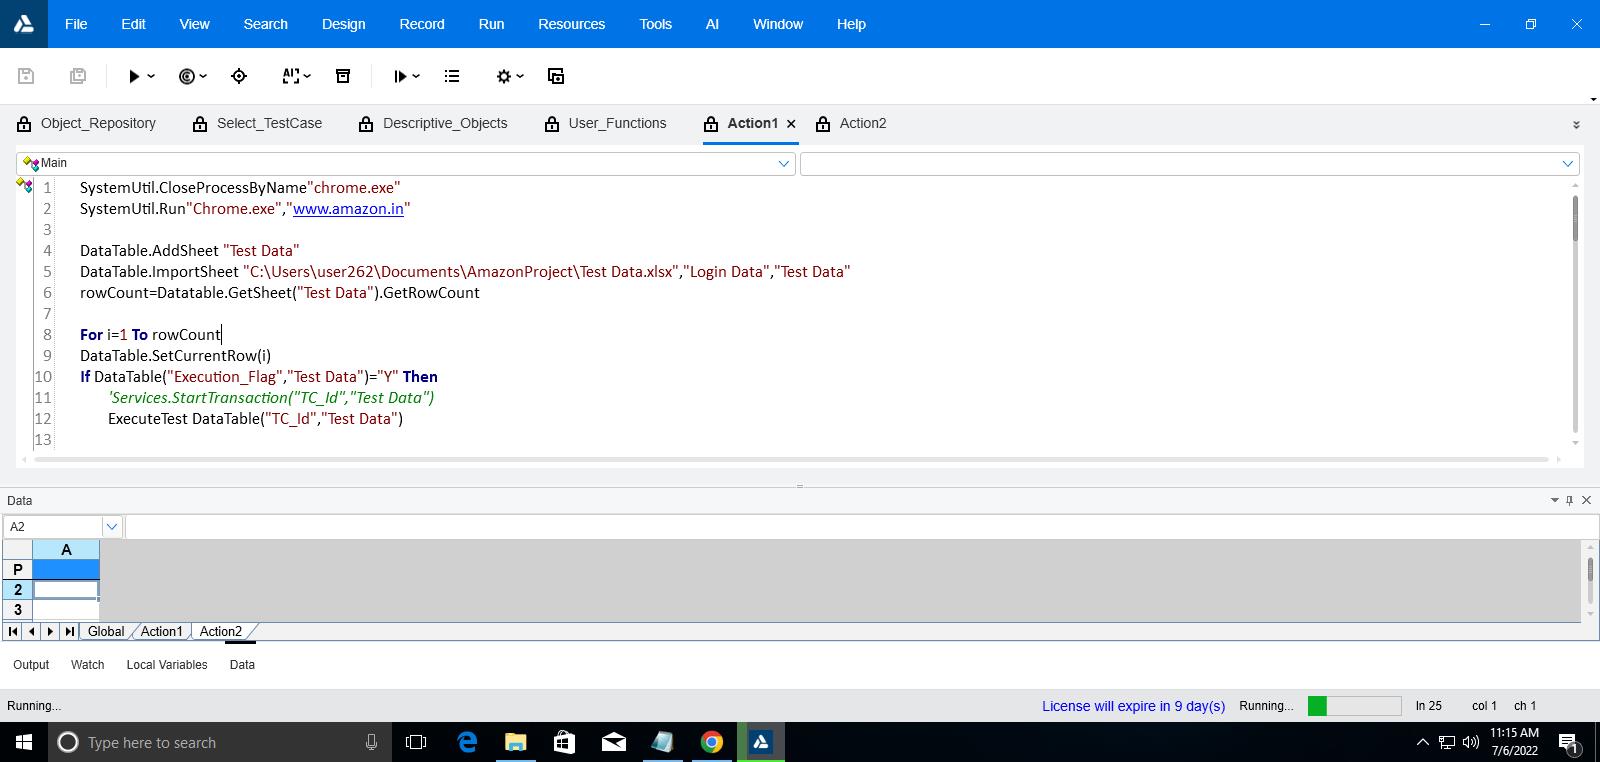 File Edit View Search Design Record Run Resources Tools AI Window Help
AI
Object_Repository Select_TestCase Descriptive_Objects User_Functions Action1 × Action2
Main
1 SystemUtil.CloseProcessByName"chrome.exe"
2 SystemUtil.Run"Chrome.exe","www.amazon.in"
3
4 DataTable.AddSheet "Test Data"
5 DataTable.ImportSheet "C:\Users\user262\Documents\AmazonProject\Test Data.xlsx","Login Data","Test Data"
6 rowCount=Datatable.GetSheet("Test Data").GetRowCount
7
8 For i=1 To rowCount
9 DataTable.SetCurrentRow(i)
10 If DataTable("Execution_Flag","Test Data")="Y" Then
11 'Services.StartTransaction("TC_Id","Test Data")
12 ExecuteTest DataTable("TC_Id","Test Data")
13
Data
A2
A
P
2
3
Global Action1 Action2
Output Watch Local Variables Data
Running... License will expire in 9 day(s) Running... ln 25 col 1 ch 1
Type here to search
11:15 AM
7/6/2022
1